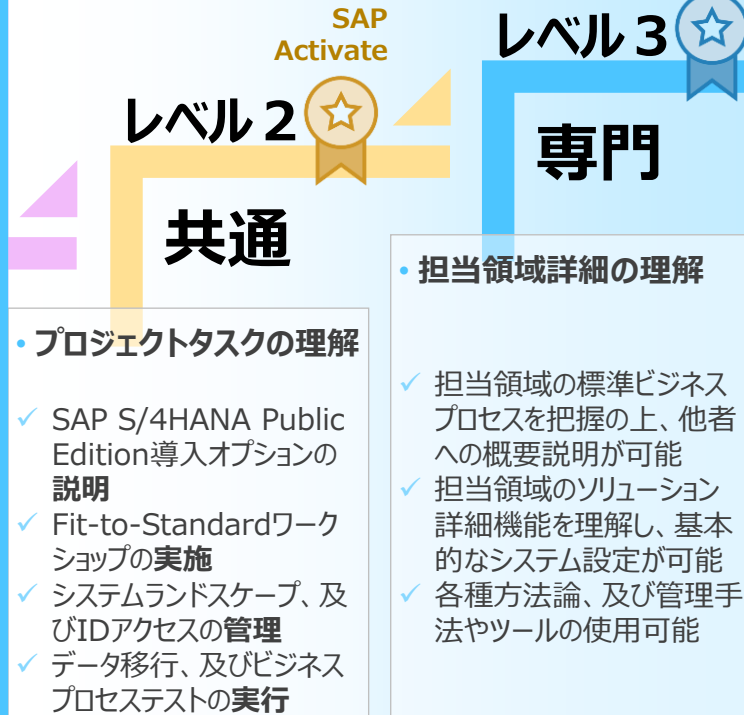 SAP
Activate
レベル２
共通
・プロジェクトタスクの理解
✓ SAP S/4HANA Public
Edition導入オプションの
説明
✓ Fit-to-Standardワーク
ショップの実施
✓ システムランドスケープ、及
びIDアクセスの管理
✓ データ移行、及びビジネス
プロセステストの実行
レベル３
専門
・担当領域詳細の理解
✓ 担当領域の標準ビジネス
プロセスを把握の上、他者
への概要説明が可能
✓ 担当領域のソリューション
詳細機能を理解し、基本
的なシステム設定が可能
✓ 各種方法論、及び管理手
法やツールの使用可能